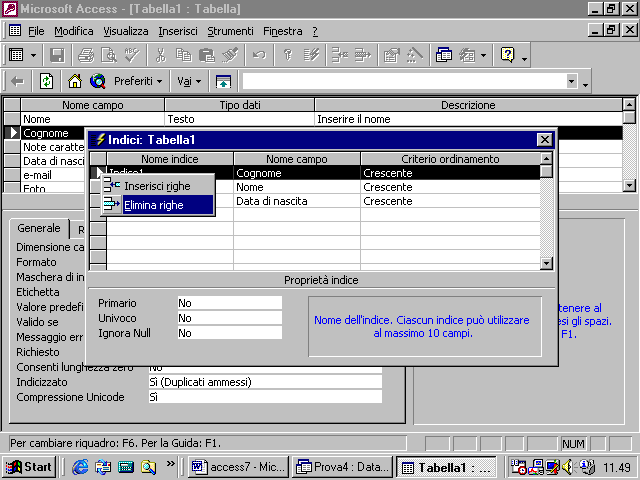 Microsoft Access - [Tabella1 : Tabella]
File Modifica Visualizza Inserisci Strumenti Finestra ?
Preferiti Vai
Nome campo Tipo dati Descrizione
Nome Testo Inserire il nome
Cognome
Note caratte
Data di nasci
e-mail
Foto
Indici: Tabella1
Nome indice Nome campo Criterio ordinamento
Indice1 Cognome Crescente
Nome Crescente
Data di nascita Crescente
Inserisci righe
Elimina righe
Proprietà indice
Primario No
Univoco No
Ignora Null No
Nome dell'indice. Ciascun indice può utilizzare
al massimo 10 campi.
Generale R
Dimensione ca
Formato
Maschera di in
Etichetta
Valore predefi
Valido se
Messaggio err
Richiesto
Consenti lunghezza zero No
Indicizzato Sì (Duplicati ammessi)
Compressione Unicode Sì
tenere al
esi gli spazi.
F1.
Per cambiare riquadro: F6. Per la Guida: F1.
NUM
Start » access7 - Mic... Prova4 : Data... Tabella1 : ... 11.49